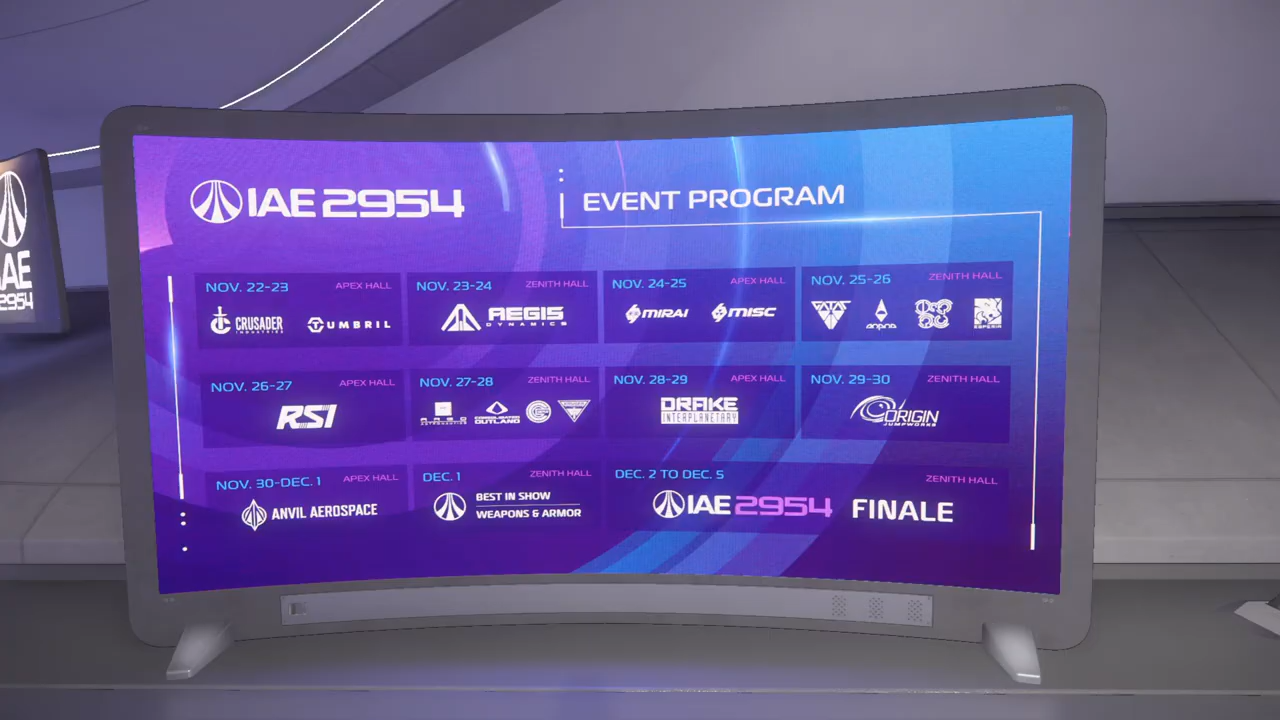 IAE 2954
EVENT PROGRAM
NOV. 22-23 APEX HALL
CRUSADER
INDUSTRIES
UMBRIL
NOV. 23-24 ZENITH HALL
AEGIS
DYNAMICS
NOV. 24-25 APEX HALL
MIRAI MISC
NOV. 25-26 ZENITH HALL
GATAC
ESPERIA
NOV. 26-27 APEX HALL
RSI
NOV. 27-28 ZENITH HALL
CONSOLIDATED
OUTLAND
NOV. 28-29 APEX HALL
DRAKE
INTERPLANETARY
NOV. 29-30 ZENITH HALL
ORIGIN
JUMPWORKS
NOV. 30-DEC. 1 APEX HALL
ANVIL AEROSPACE
DEC. 1 ZENITH HALL
BEST IN SHOW
WEAPONS & ARMOR
DEC. 2 TO DEC. 5 ZENITH HALL
IAE 2954 FINALE
AE
2954